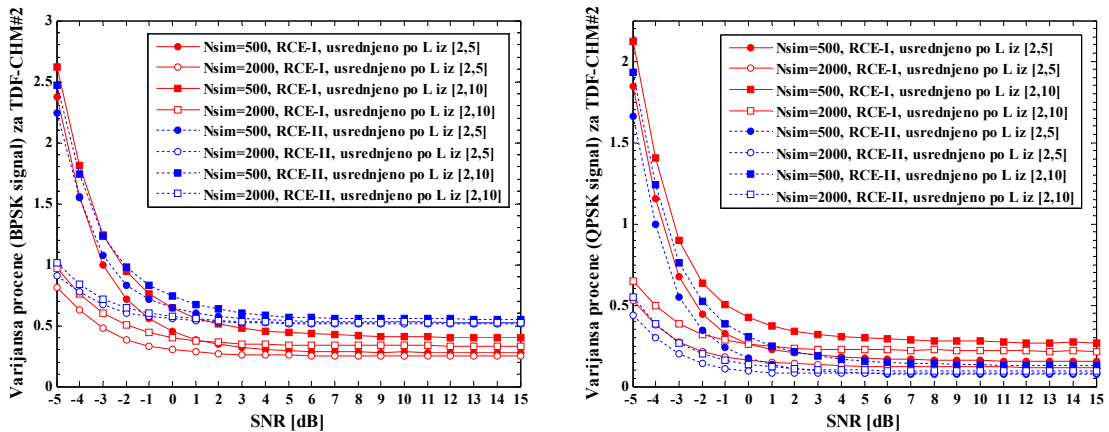 Varijansa procene (BPSK signal) za TDF-CHM#2
3
2.5
2
1.5
1
0.5
0
Nsim=500, RCE-I, usrednjeno po L iz [2,5]
Nsim=2000, RCE-I, usrednjeno po L iz [2,5]
Nsim=500, RCE-I, usrednjeno po L iz [2,10]
Nsim=2000, RCE-I, usrednjeno po L iz [2,10]
Nsim=500, RCE-II, usrednjeno po L iz [2,5]
Nsim=2000, RCE-II, usrednjeno po L iz [2,5]
Nsim=500, RCE-II, usrednjeno po L iz [2,10]
Nsim=2000, RCE-II, usrednjeno po L iz [2,10]
-5 -4 -3 -2 -1 0 1 2 3 4 5 6 7 8 9 10 11 12 13 14 15
SNR [dB]
Varijansa procene (QPSK signal) za TDF-CHM#2
2
1.5
1
0.5
0
Nsim=500, RCE-I, usrednjeno po L iz [2,5]
Nsim=2000, RCE-I, usrednjeno po L iz [2,5]
Nsim=500, RCE-I, usrednjeno po L iz [2,10]
Nsim=2000, RCE-I, usrednjeno po L iz [2,10]
Nsim=500, RCE-II, usrednjeno po L iz [2,5]
Nsim=2000, RCE-II, usrednjeno po L iz [2,5]
Nsim=500, RCE-II, usrednjeno po L iz [2,10]
Nsim=2000, RCE-II, usrednjeno po L iz [2,10]
-5 -4 -3 -2 -1 0 1 2 3 4 5 6 7 8 9 10 11 12 13 14 15
SNR [dB]